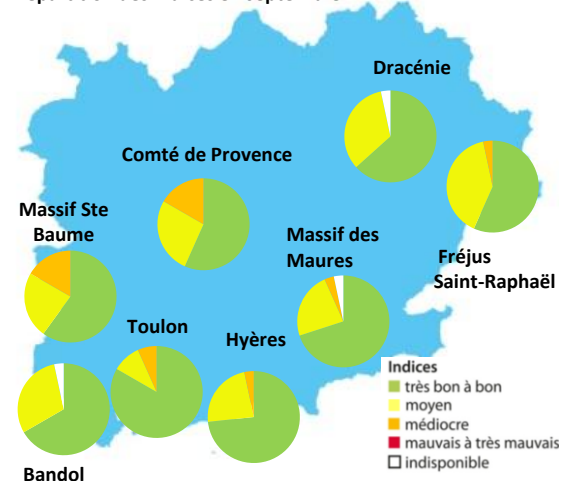 Dracénie
Comté de Provence
Massif Ste
Baume
Massif des
Maures
Fréjus
Saint-Raphaël
Toulon
Hyères
Bandol
Indices
très bon à bon
moyen
médiocre
mauvais à très mauvais
indisponible